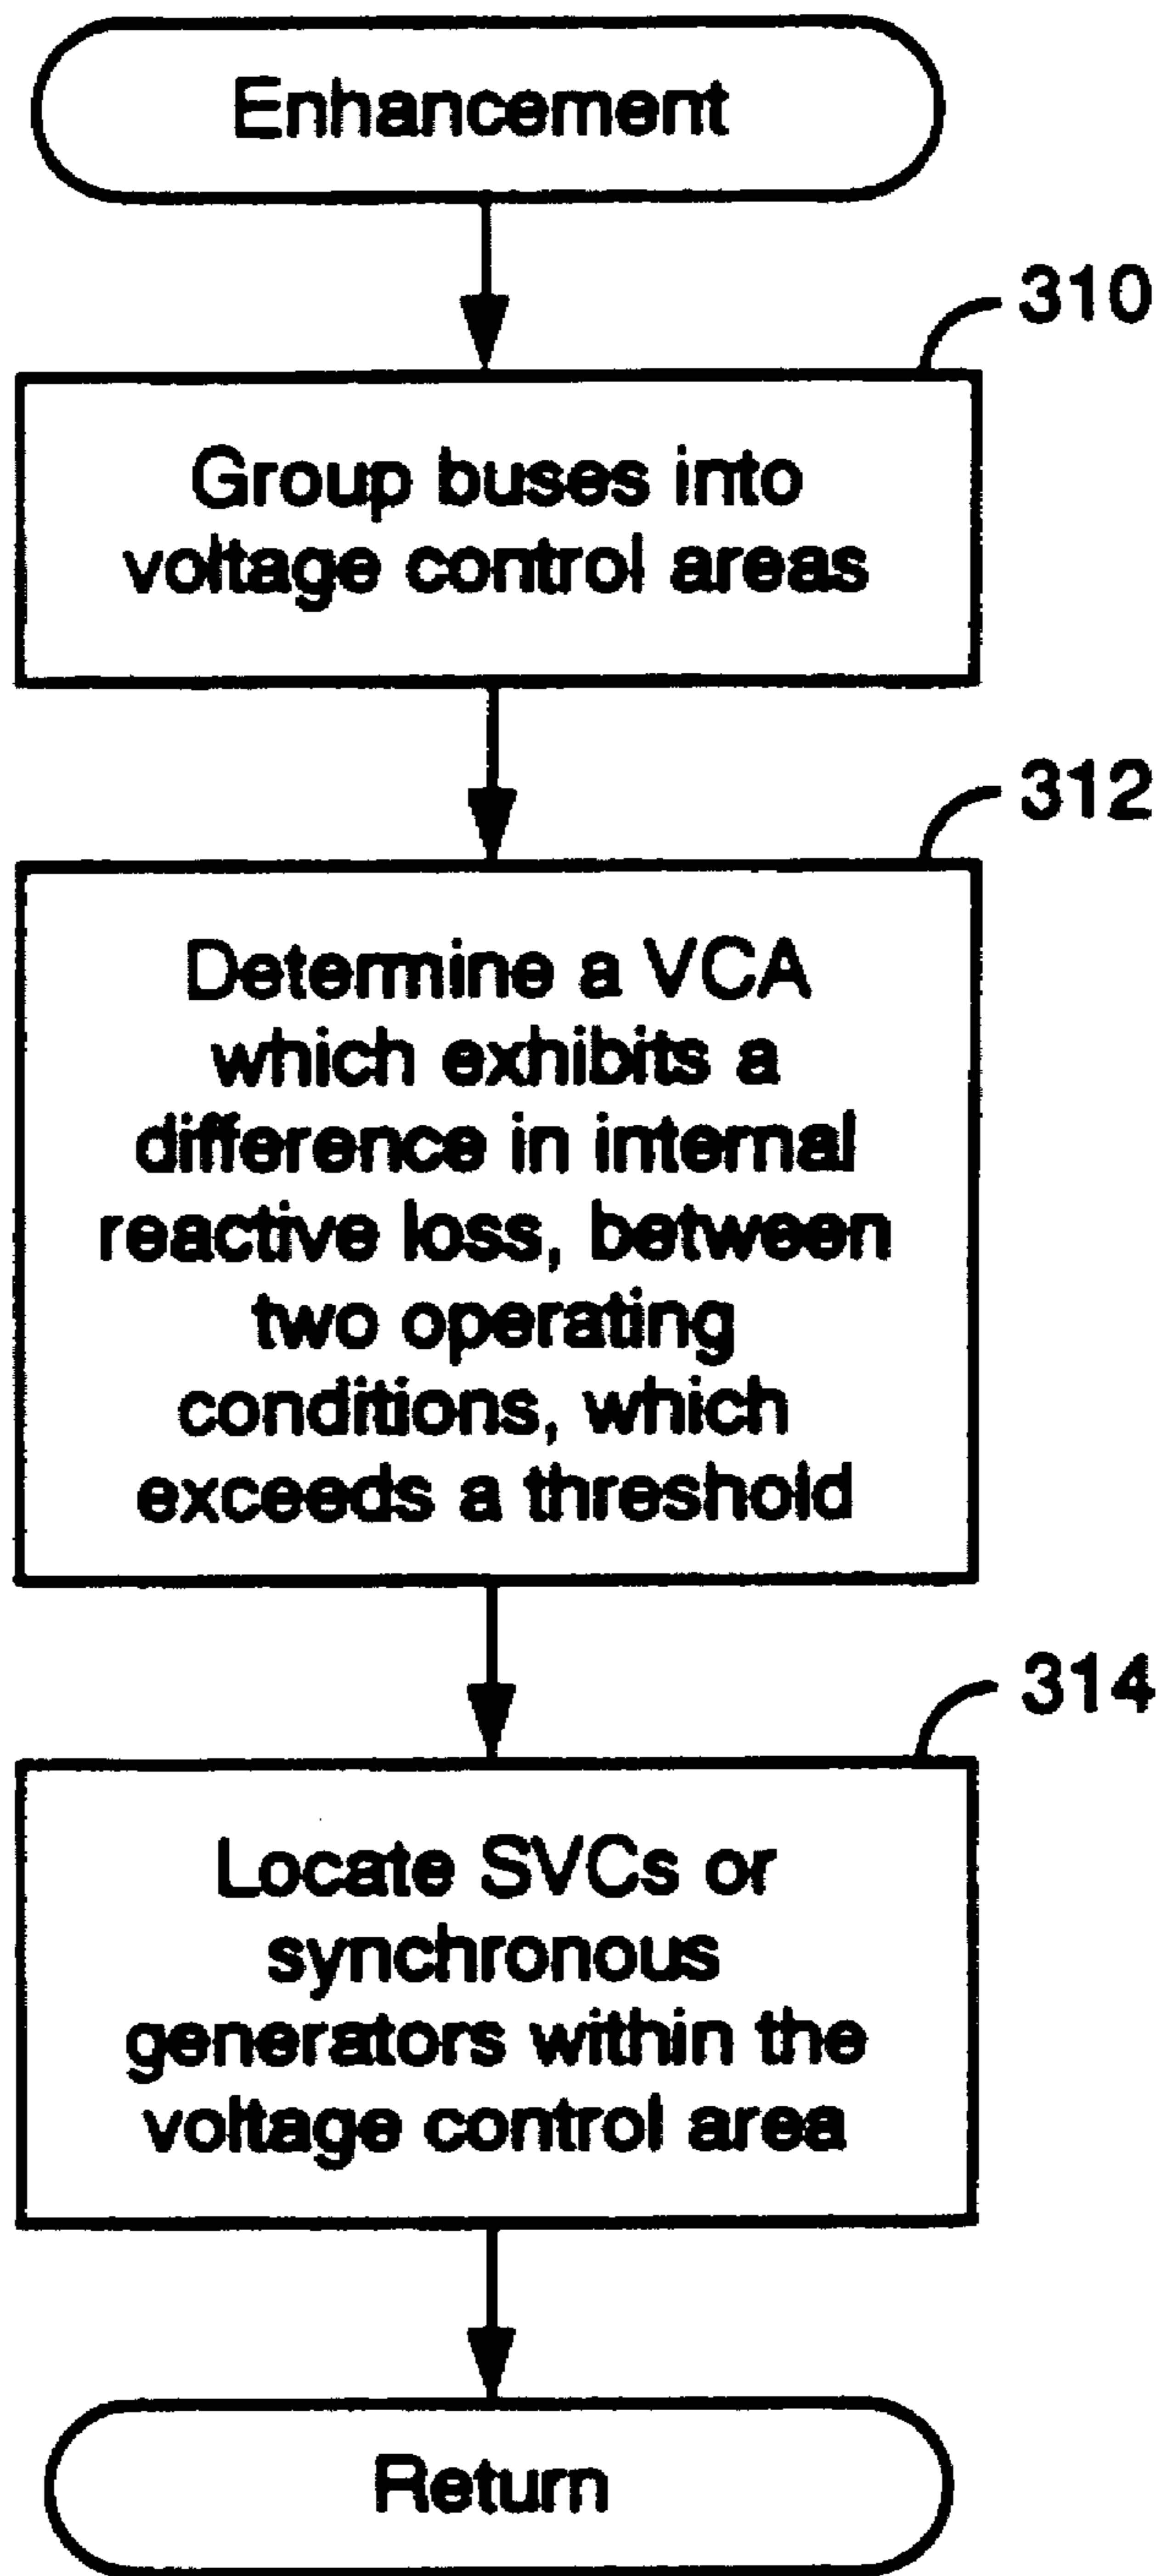 Enhancement
310
Group buses into
voltage control areas
312
Determine a VCA
which exhibits a
difference in internal
reactive loss, between
two operating
conditions, which
exceeds a threshold
314
Locate SVCs or
synchronous
generators within the
voltage control area
Return